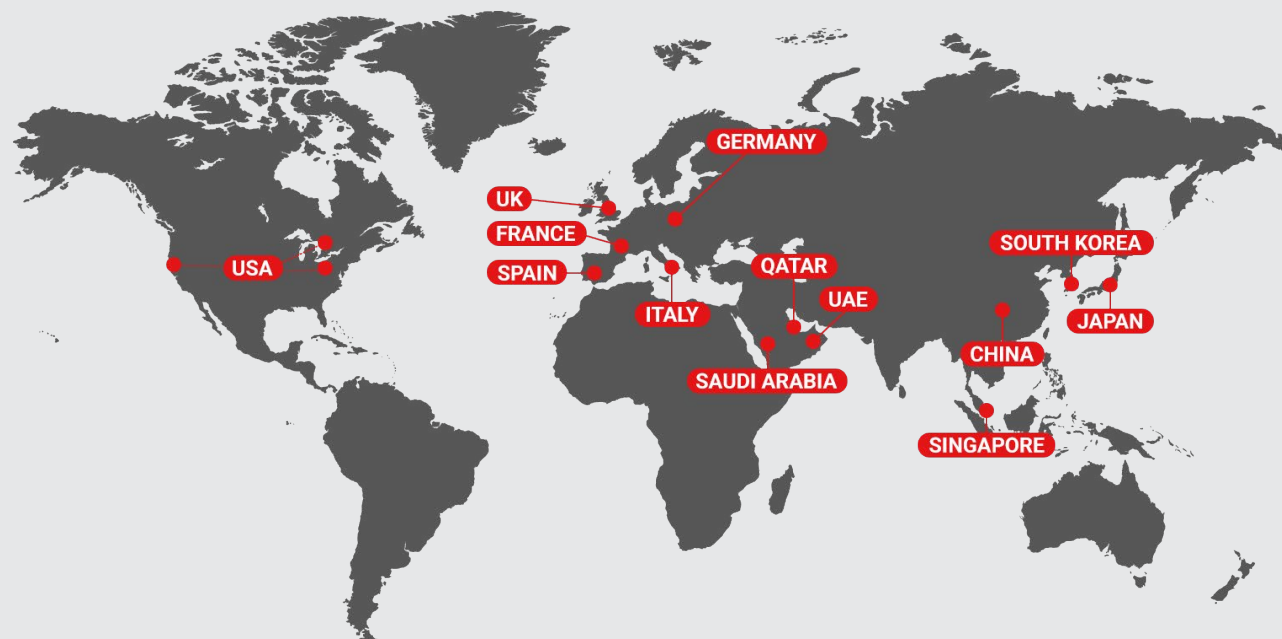 GERMANY
UK
FRANCE
SOUTH KOREA
USA
SPAIN
QATAR
UAE
ITALY
JAPAN
CHINA
SAUDI ARABIA
SINGAPORE